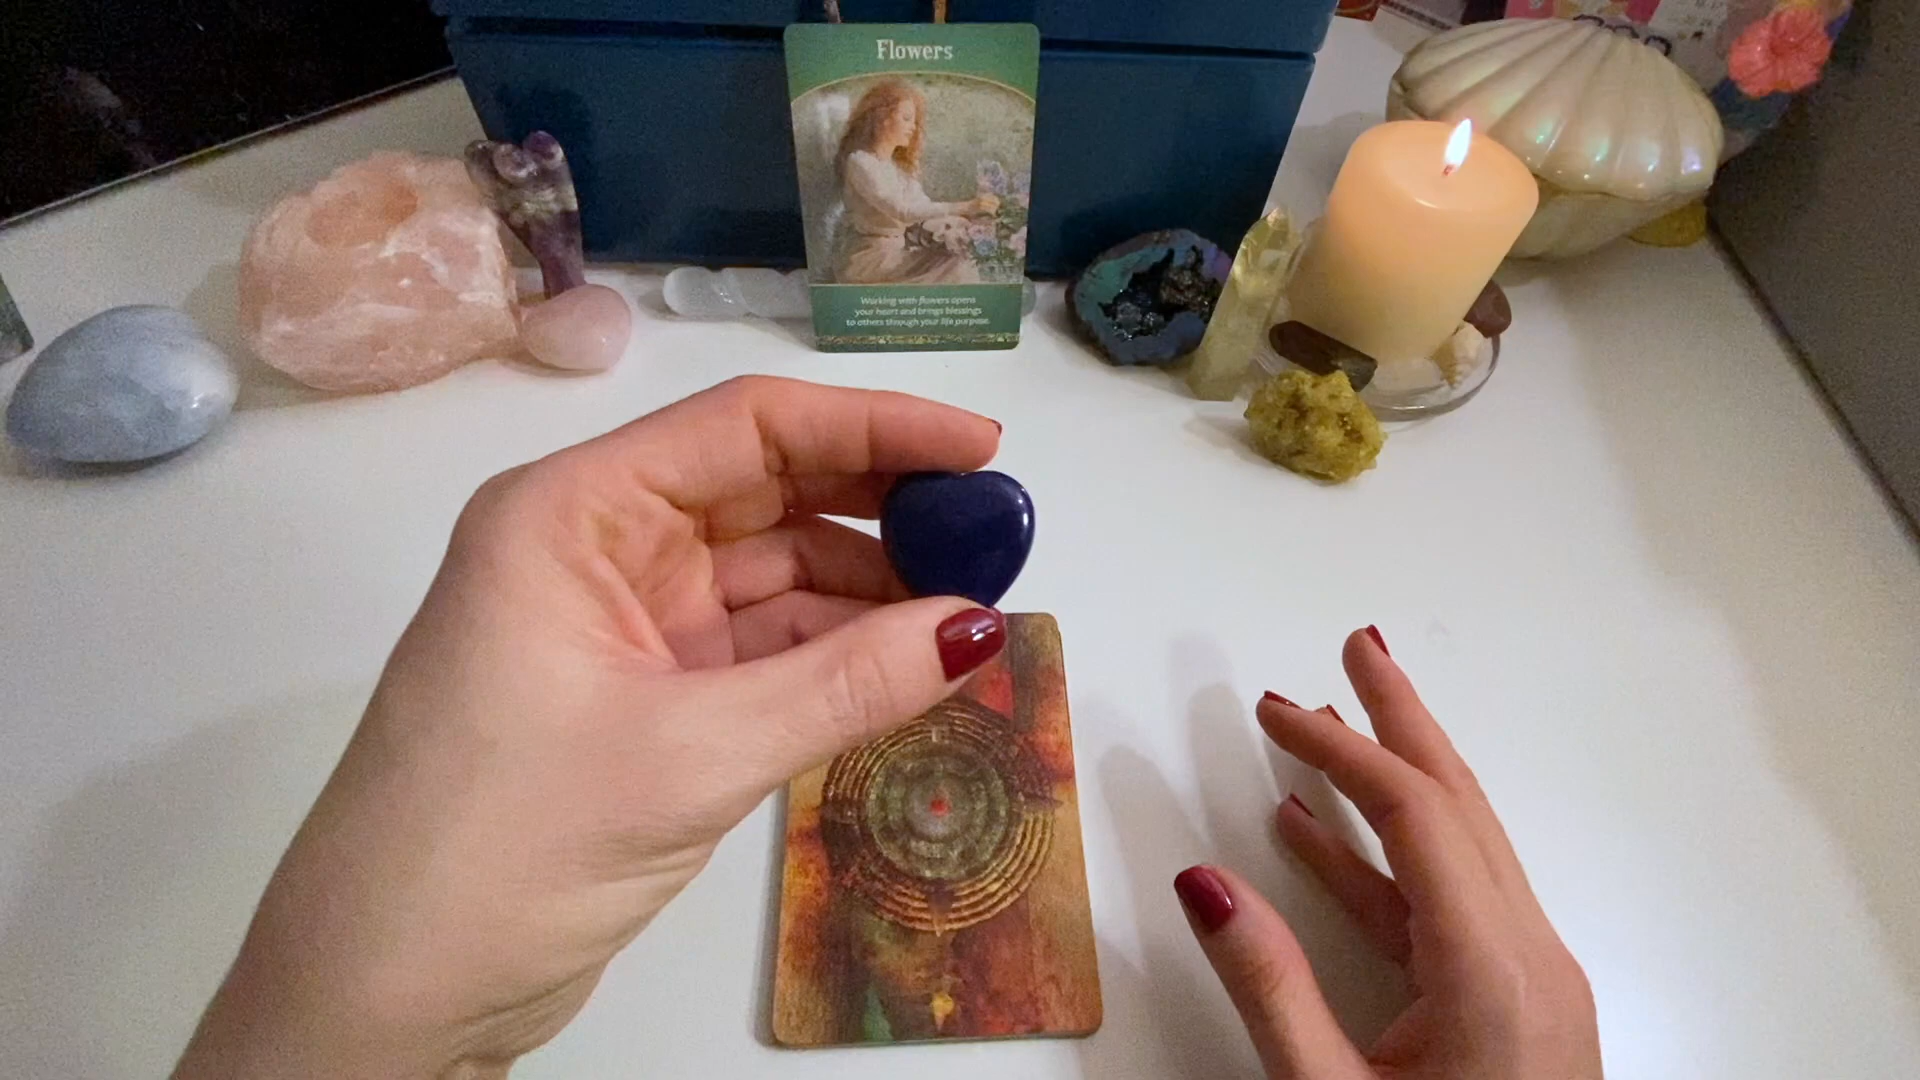 Flowers
Working with flowers opens
your heart and brings blessings
to others through your life purpose.